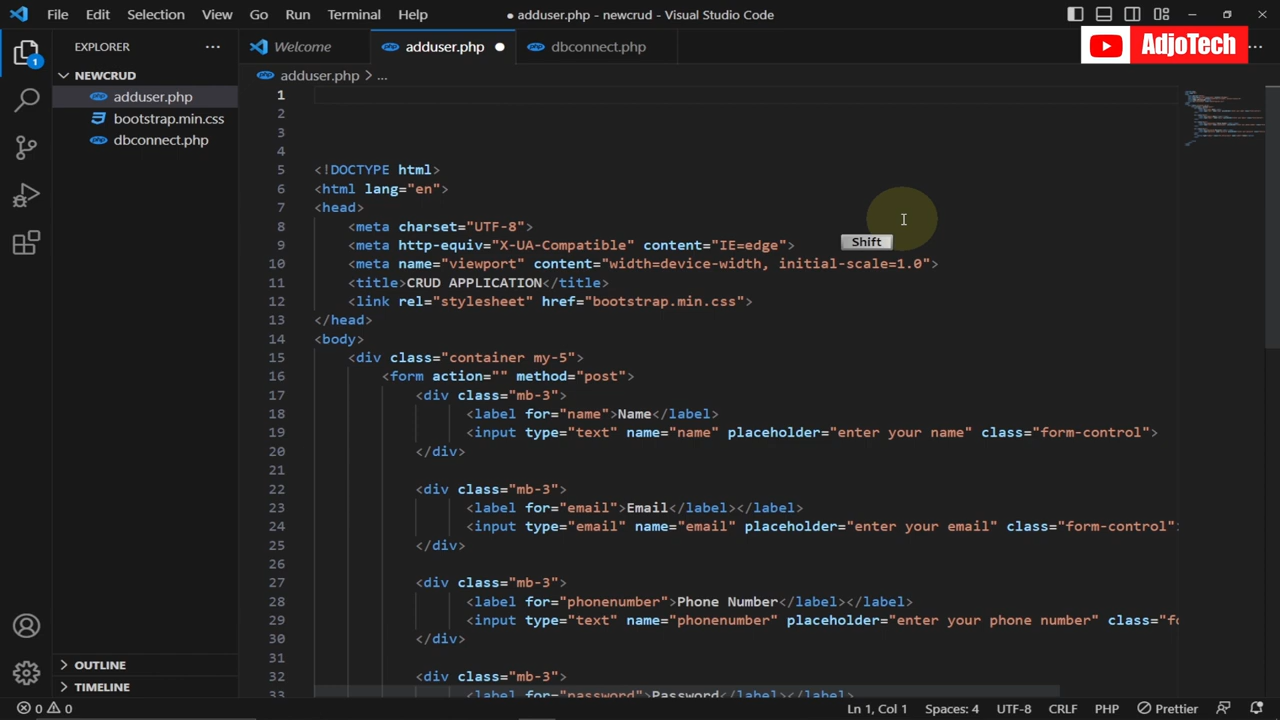 File Edit Selection View Go Run Terminal Help ● adduser.php - newcrud - Visual Studio Code
AdjoTech
EXPLORER
NEWCRUD
adduser.php
bootstrap.min.css
dbconnect.php
OUTLINE
TIMELINE
1
Welcome adduser.php dbconnect.php
adduser.php > ...
1
2
3
4
5 <!DOCTYPE html>
6 <html lang="en">
7 <head>
8 <meta charset="UTF-8">
9 <meta http-equiv="X-UA-Compatible" content="IE=edge">
10 <meta name="viewport" content="width=device-width, initial-scale=1.0">
11 <title>CRUD APPLICATION</title>
12 <link rel="stylesheet" href="bootstrap.min.css">
13 </head>
14 <body>
15 <div class="container my-5">
16 <form action="" method="post">
17 <div class="mb-3">
18 <label for="name">Name</label>
19 <input type="text" name="name" placeholder="enter your name" class="form-control">
20 </div>
21
22 <div class="mb-3">
23 <label for="email">Email</label></label>
24 <input type="email" name="email" placeholder="enter your email" class="form-control"
25 </div>
26
27 <div class="mb-3">
28 <label for="phonenumber">Phone Number</label></label>
29 <input type="text" name="phonenumber" placeholder="enter your phone number" class="fo
30 </div>
31
32 <div class="mb-3">
33 <label for="password">Password</label></label>
Shift
0 0 Ln 1, Col 1 Spaces: 4 UTF-8 CRLF PHP Prettier